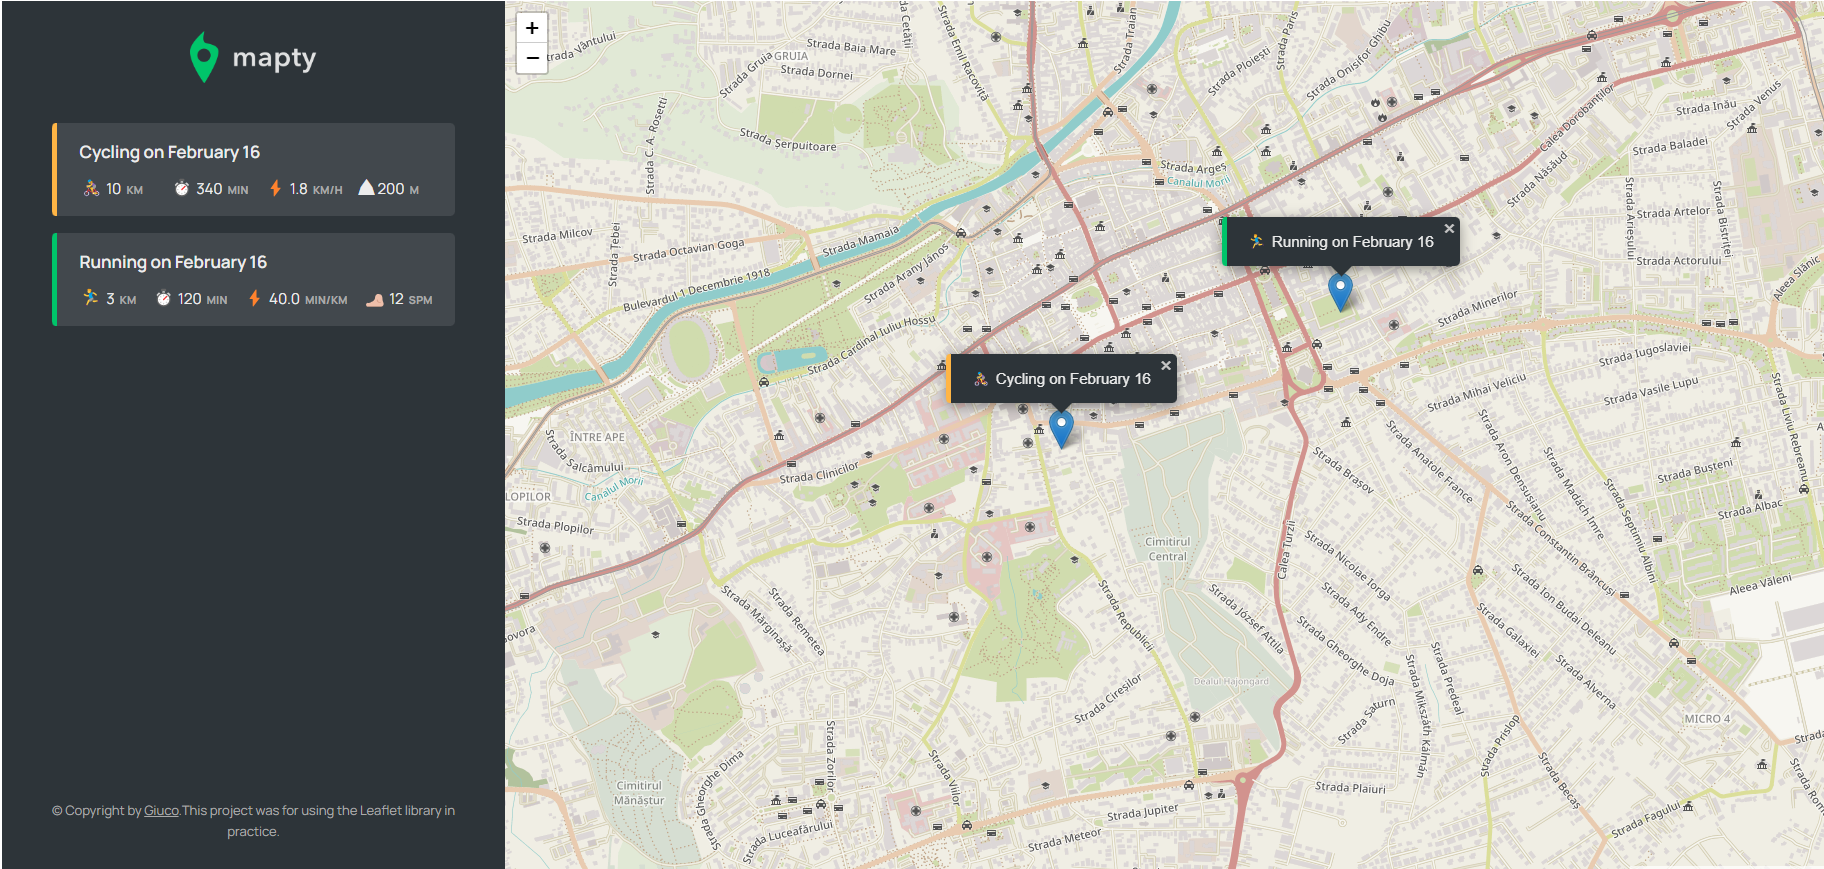 mapty
Cycling on February 16
10 KM
340 MIN
1.8 KM/H
200 M
Running on February 16
3 KM
120 MIN
40.0 MIN/KM
12 SPM
© Copyright by Giuco.This project was for using the Leaflet library in
practice.
+
−
Strada Vântului
Strada Baia Mare
GRUIA
Strada Gruia
Strada Dornei
Strada Emil Racoviță
Strada Traian
Strada Ploiești
Strada Paris
Strada Onisifor Ghibu
Strada C. A. Rosetti
Strada Șerpuitoare
Calea Dorobanților
Strada Inău
Strada Venus
Strada Baladei
Strada Argeș
Canalul Morii
Strada Năsăud
Strada Arieșului
Strada Artelor
Strada Bistriței
Strada Milcov
Strada Țebei
Strada Octavian Goga
Strada Mamaia
Strada Arany János
Bulevardul 1 Decembrie 1918
Running on February 16
×
Strada Actorului
Aleea Slănic
Strada Minerilor
Strada Cardinal Iuliu Hossu
Cycling on February 16
×
Strada Iugoslaviei
Strada Mihai Veliciu
Strada Vasile Lupu
Strada Liviu Rebreanu
ÎNTRE APE
Strada Salcâmului
Canalul Morii
LOPILOR
Strada Plopilor
Strada Clinicilor
Strada Brașov
Strada Anatole France
Strada Aron Densușianu
Strada Madách Imre
Strada Septimiu Albini
Strada Bușteni
Strada Albac
Cimitirul
Central
Calea Turzii
Strada Nicolae Iorga
Strada Constantin Brâncuși
Strada Ion Budai Deleanu
Aleea Văleni
Strada Mărginașă
Strada Remetea
Strada Republicii
Strada József Attila
Strada Ady Endre
Strada Gheorghe Doja
Strada Galaxiei
Strada Alverna
Strada Predeal
Strada Mikszáth Kálmán
Dealul Hajongard
Strada Cireșilor
Strada Saturn
Strada Prislop
MICRO 4
Strada Zorilor
Strada Gheorghe Dima
Cimitirul
Mănăștur
Strada Viilor
Strada Luceafărului
Strada Jupiter
Strada Meteor
Strada Plaiuri
Strada Becaș
Strada Fagului